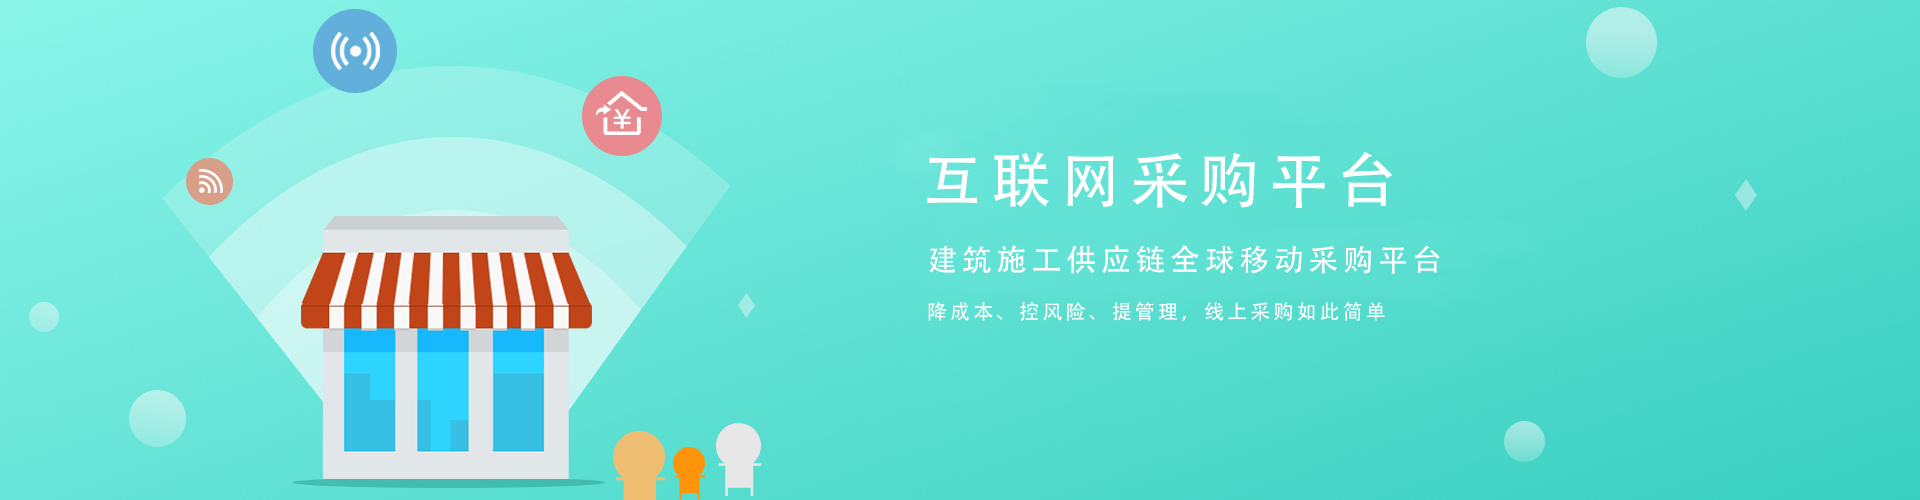 互联网采购平台
建筑施工供应链全球移动采购平台
降成本、控风险、提管理，线上采购如此简单
¥